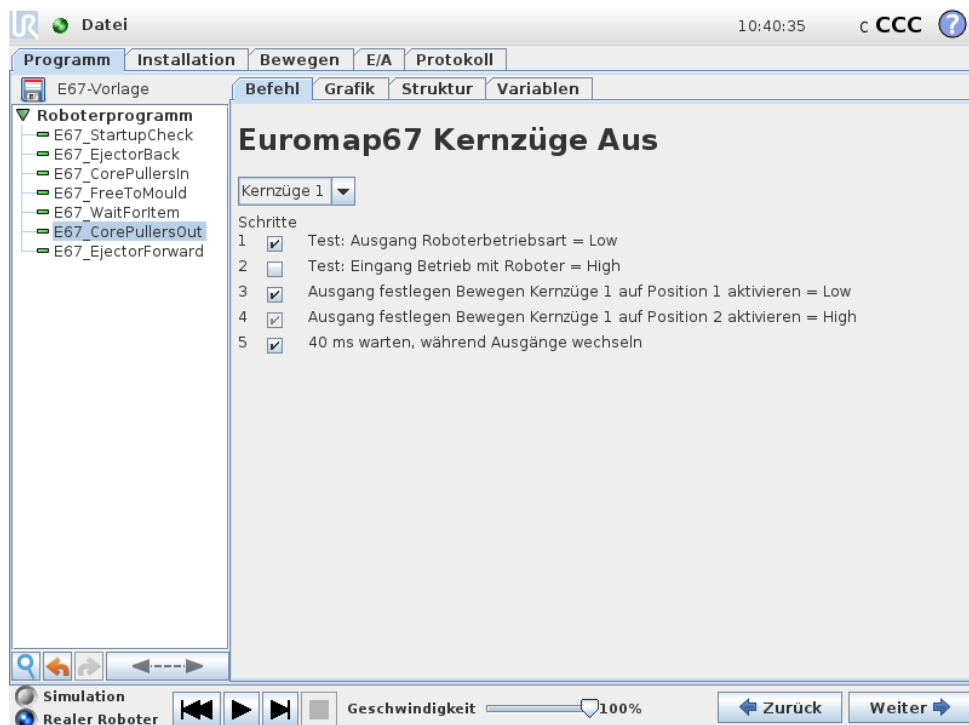 UR Datei 10:40:35 c CCC ?
Programm Installation Bewegen E/A Protokoll
E67-Vorlage
Befehl Grafik Struktur Variablen
Roboterprogramm
E67_StartupCheck
E67_EjectorBack
E67_CorePullersIn
E67_FreeToMould
E67_WaitForItem
E67_CorePullersOut
E67_EjectorForward
Euromap67 Kernzüge Aus
Kernzüge 1
Schritte
1 Test: Ausgang Roboterbetriebsart = Low
2 Test: Eingang Betrieb mit Roboter = High
3 Ausgang festlegen Bewegen Kernzüge 1 auf Position 1 aktivieren = Low
4 Ausgang festlegen Bewegen Kernzüge 1 auf Position 2 aktivieren = High
5 40 ms warten, während Ausgänge wechseln
Simulation
Realer Roboter
Geschwindigkeit 100%
Zurück
Weiter